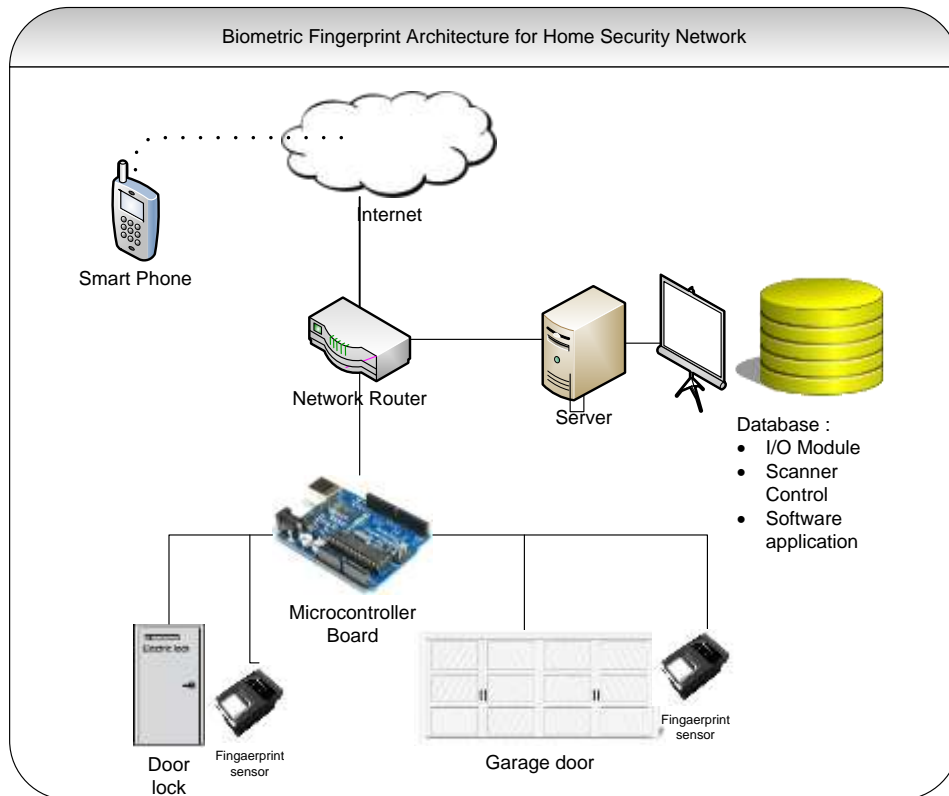 Biometric Fingerprint Architecture for Home Security Network
Internet
Smart Phone
Network Router
Server
Database :
• I/O Module
• Scanner
Control
• Software
application
Microcontroller
Board
Electric lock
Fingaerprint
sensor
Fingaerprint
sensor
Door
lock
Garage door